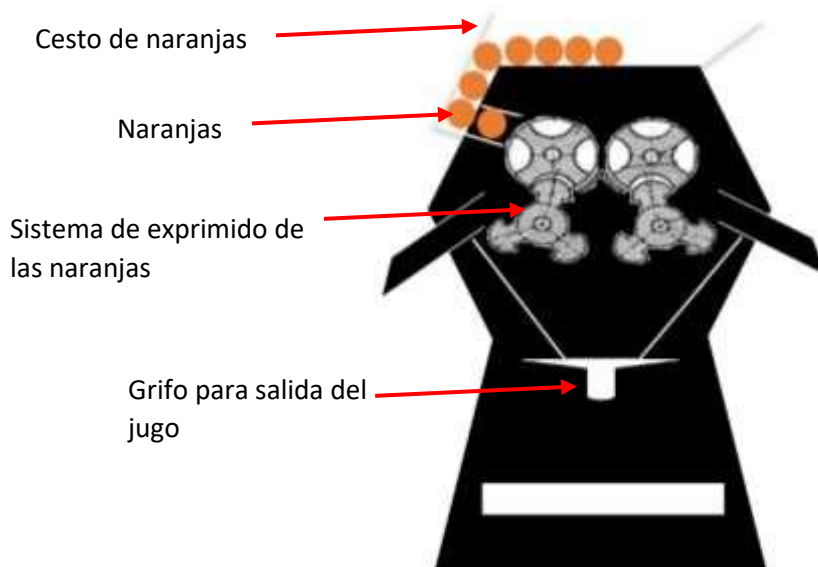 Cesto de naranjas
Naranjas
Sistema de exprimido de
las naranjas
Grifo para salida del
jugo